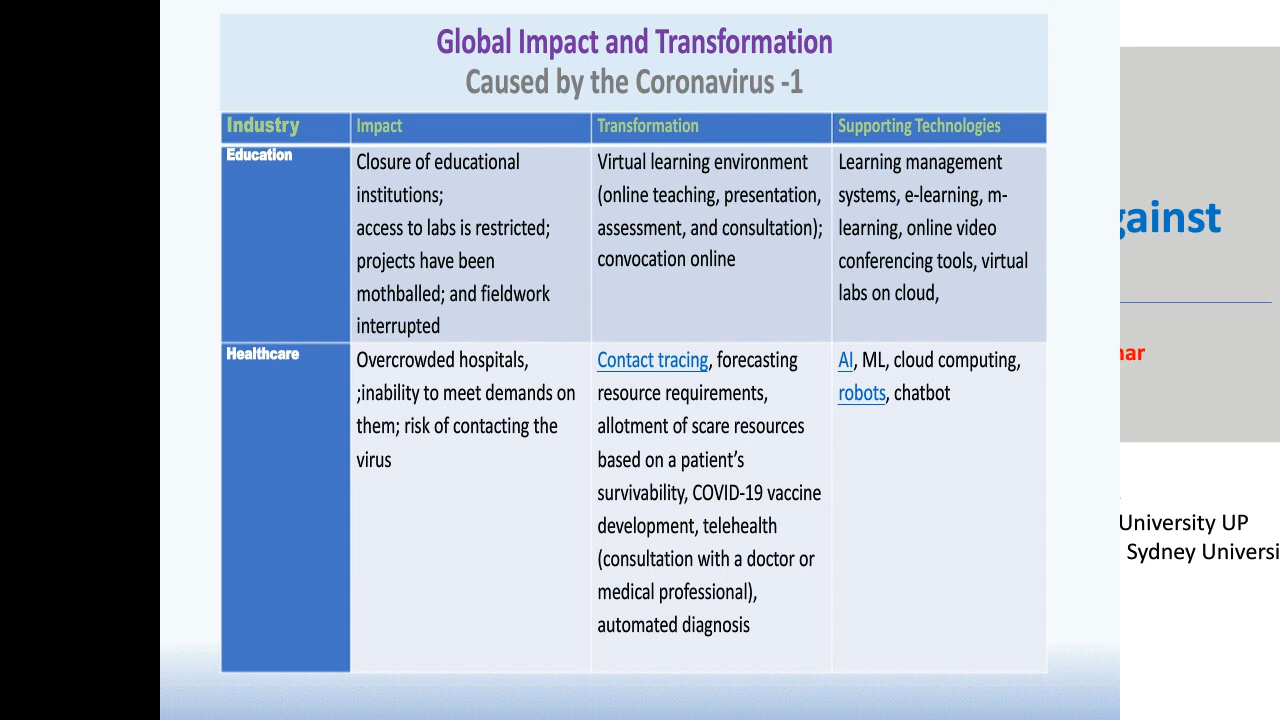 Global Impact and Transformation
Caused by the Coronavirus -1
Industry
Impact
Transformation
Supporting Technologies
Education
Closure of educational
institutions;
access to labs is restricted;
projects have been
mothballed; and fieldwork
interrupted
Virtual learning environment
(online teaching, presentation,
assessment, and consultation);
convocation online
Learning management
systems, e-learning, m-
learning, online video
conferencing tools, virtual
labs on cloud,
Healthcare
Overcrowded hospitals,
;inability to meet demands on
them; risk of contacting the
virus
Contact tracing, forecasting
resource requirements,
allotment of scare resources
based on a patient’s
survivability, COVID-19 vaccine
development, telehealth
(consultation with a doctor or
medical professional),
automated diagnosis
AI, ML, cloud computing,
robots, chatbot
gainst
nar
University UP
Sydney Universi